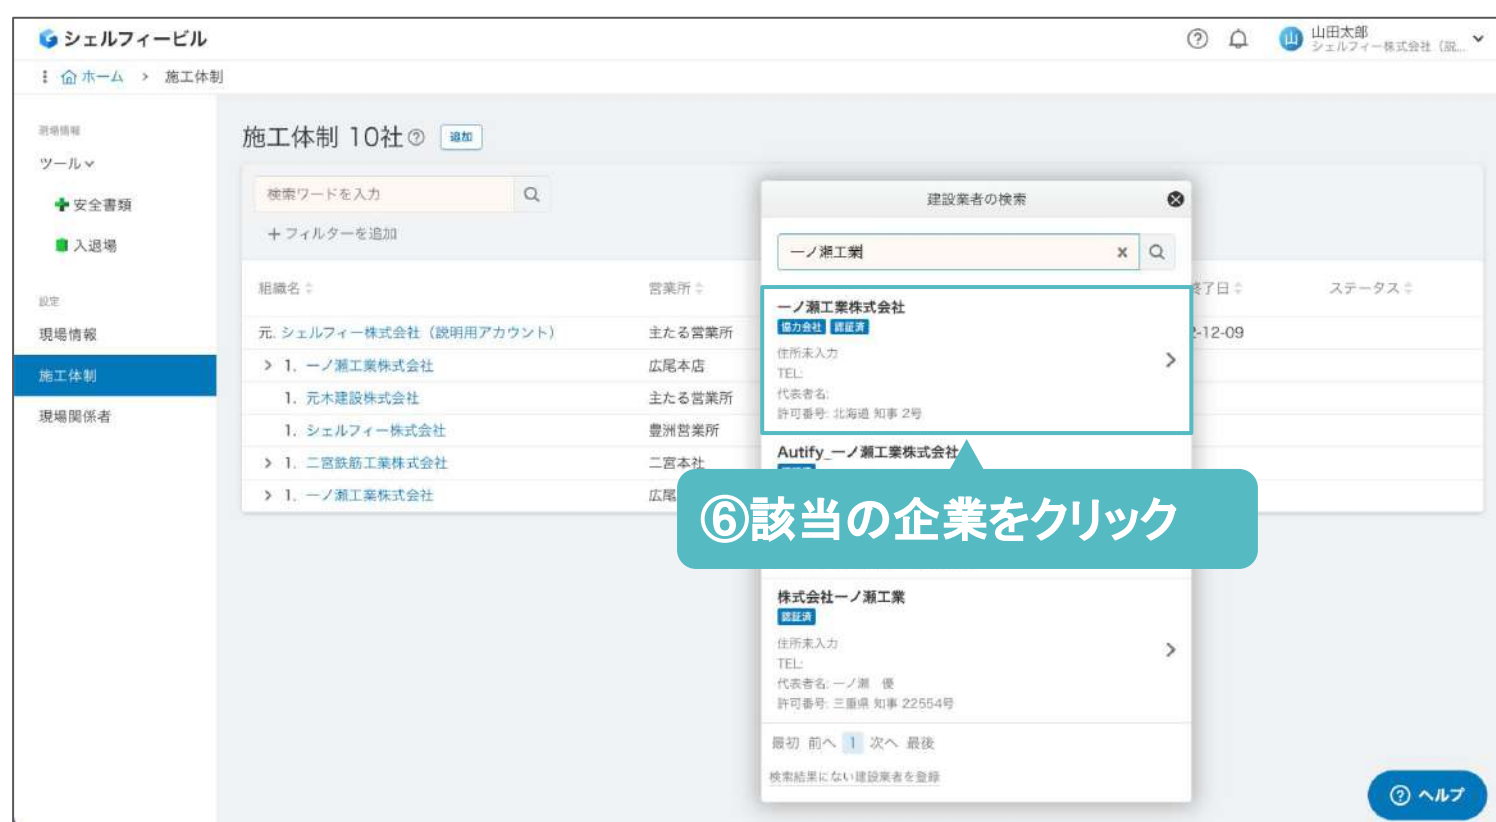 シェルフィービル
山田太郎
シェルフィー株式会社（説...
ホーム > 施工体制
現場情報
ツール
安全書類
入退場
設定
現場情報
施工体制
現場関係者
施工体制 10社
追加
検索ワードを入力
+ フィルターを追加
組織名 営業所 終了日 ステータス
元. シェルフィー株式会社（説明用アカウント） 主たる営業所 2-12-09
> 1. 一ノ瀬工業株式会社 広尾本店
1. 元木建設株式会社 主たる営業所
1. シェルフィー株式会社 豊洲営業所
> 1. 二宮鉄筋工業株式会社 二宮本社
> 1. 一ノ瀬工業株式会社 広尾
建設業者の検索
一ノ瀬工業
一ノ瀬工業株式会社
協力会社 認証済
住所未入力
TEL:
代表者名:
許可番号: 北海道 知事 2号
Autify_一ノ瀬工業株式会社
⑥該当の企業をクリック
株式会社一ノ瀬工業
認証済
住所未入力
TEL:
代表者名: 一ノ瀬 優
許可番号: 三重県 知事 22554号
最初 前へ 1 次へ 最後
検索結果にない建設業者を登録
ヘルプ